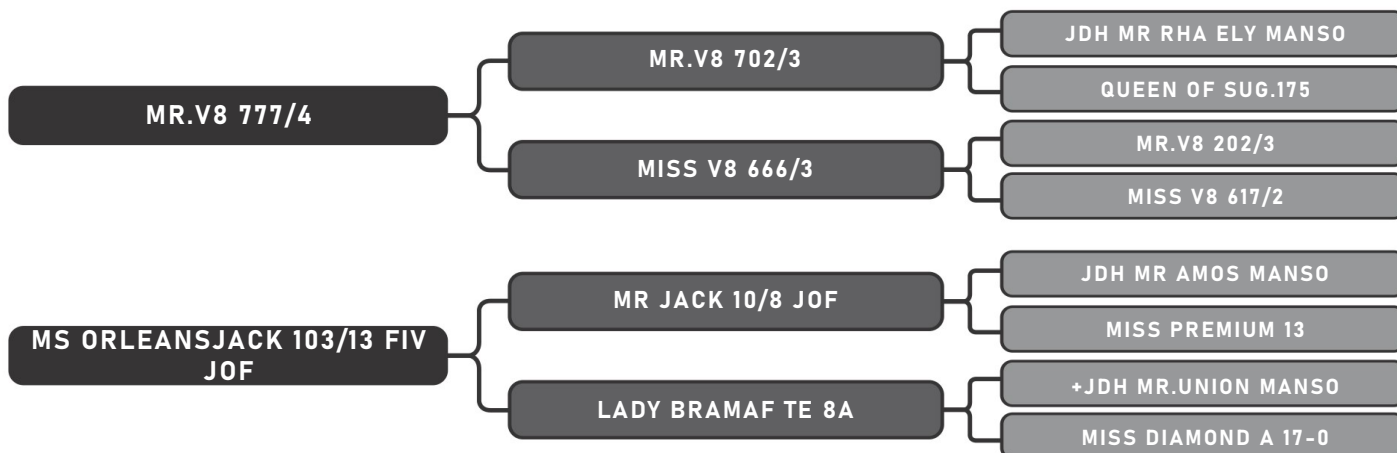 JDH MR RHA ELY MANSO
MR.V8 702/3
QUEEN OF SUG.175
MR.V8 777/4
MR.V8 202/3
MISS V8 666/3
MISS V8 617/2
JDH MR AMOS MANSO
MR JACK 10/8 JOF
MISS PREMIUM 13
MS ORLEANSJACK 103/13 FIV
JOF
+JDH MR.UNION MANSO
LADY BRAMAF TE 8A
MISS DIAMOND A 17-0